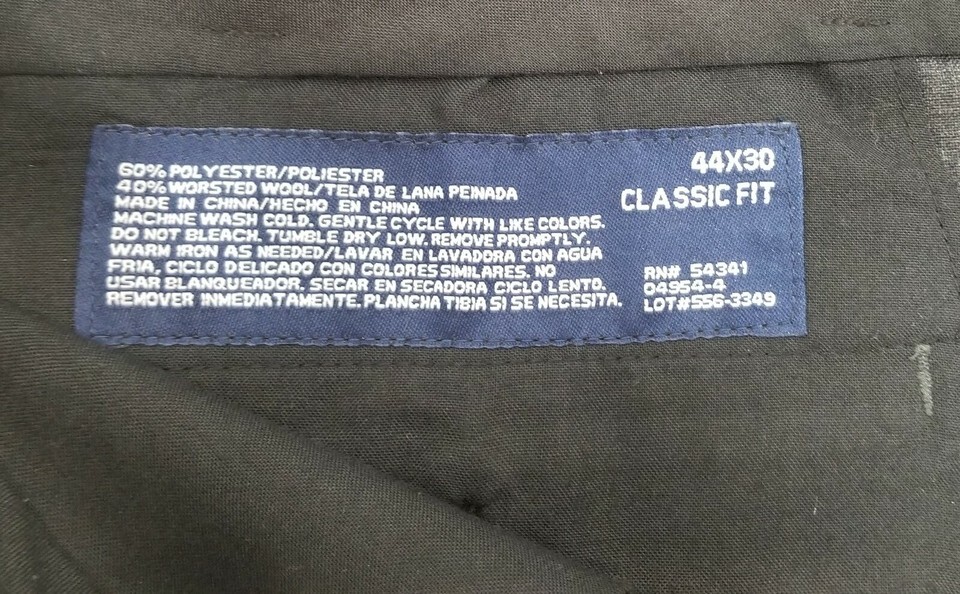 60% POLYESTER/POLIESTER
40% WORSTED WOOL/TELA DE LANA PEINADA
MADE IN CHINA/HECHO EN CHINA
MACHINE WASH COLD. GENTLE CYCLE WITH LIKE COLORS.
DO NOT BLEACH. TUMBLE DRY LOW. REMOVE PROMPTLY.
WARM IRON AS NEEDED/LAVAR EN LAVADORA CON AGUA
FRIA, CICLO DELICADO CON COLORES SIMILARES. NO
USAR BLANQUEADOR. SECAR EN SECADORA CICLO LENTO.
REMOVER INMEDIATAMENTE. PLANCHA TIBIA SI SE NECESITA.
44X30
CLASSIC FIT
RN# 54341
04954-4
LOT#556-3349